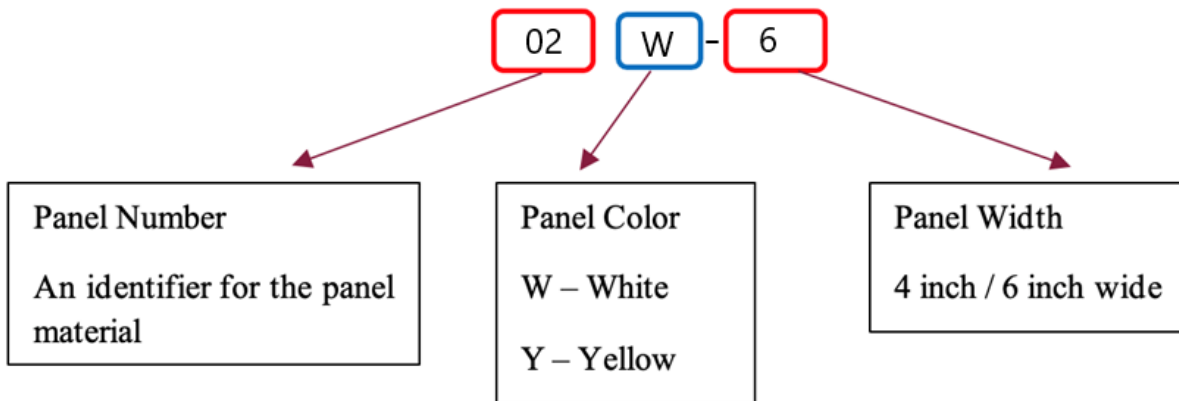 02 W - 6
Panel Number
An identifier for the panel
material
Panel Color
W – White
Y – Yellow
Panel Width
4 inch / 6 inch wide